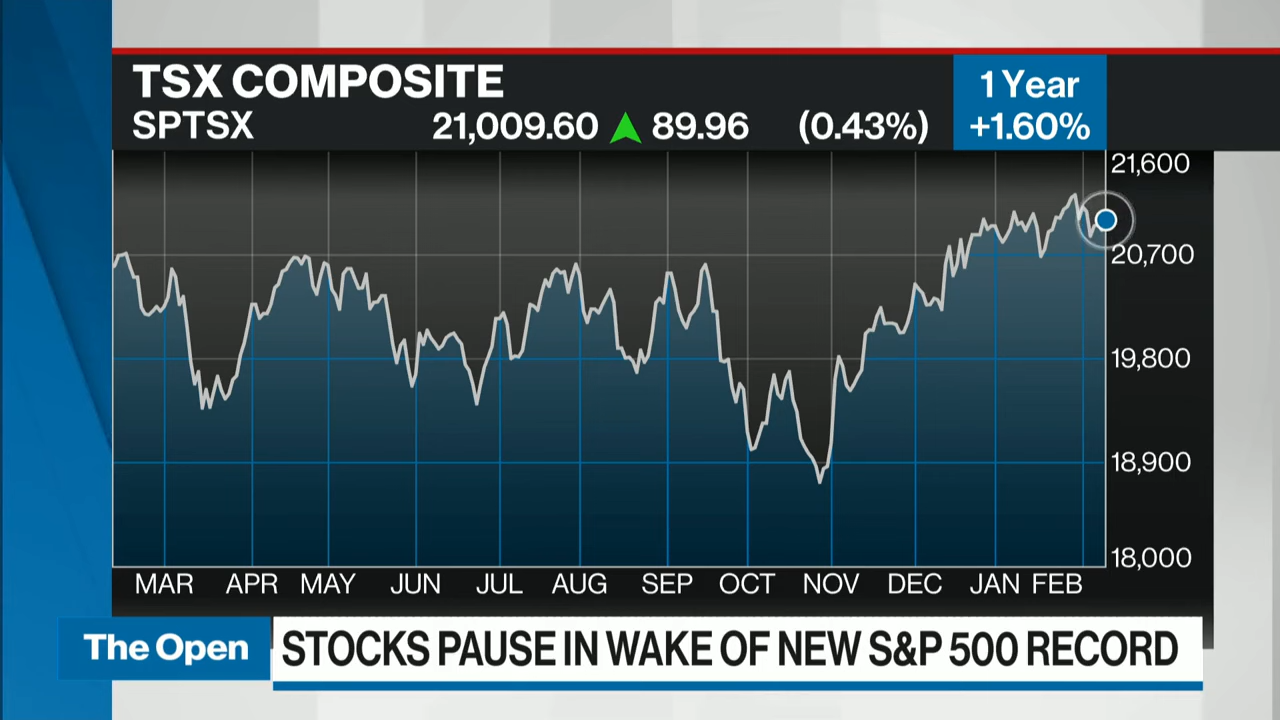 TSX COMPOSITE
SPTSX 21,009.60 ▲ 89.96 (0.43%)
1 Year
+1.60%
21,600
20,700
19,800
18,900
18,000
MAR APR MAY JUN JUL AUG SEP OCT NOV DEC JAN FEB
The Open
STOCKS PAUSE IN WAKE OF NEW S&P 500 RECORD